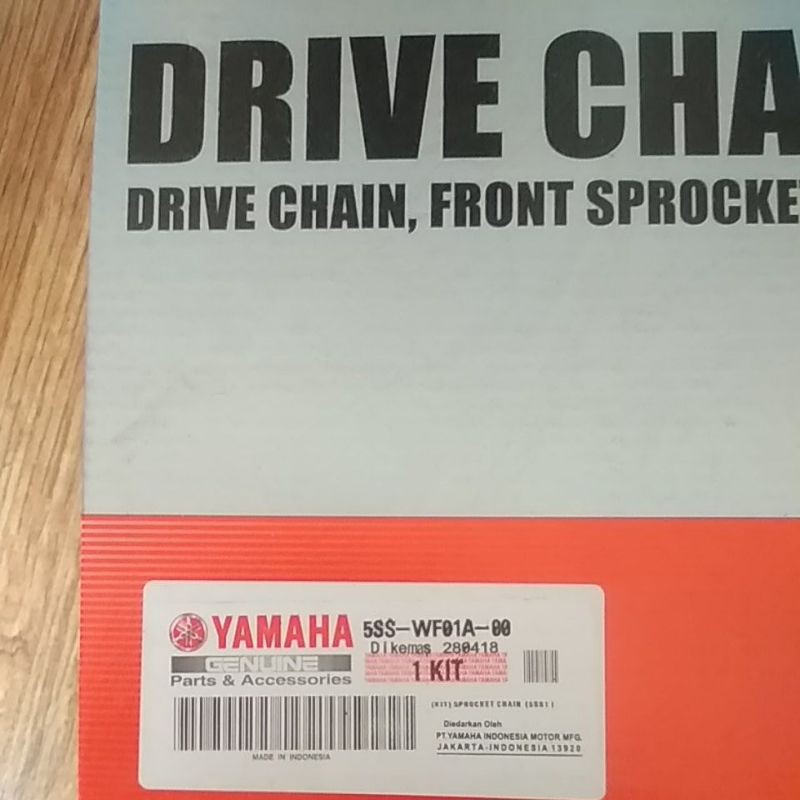 DRIVE CHA
DRIVE CHAIN, FRONT SPROCKE
YAMAHA
GENUINE
Parts & Accessories
5SS-WF01A-00
Dikemas 280418
1 KIT
(KIT) SPROCKET CHAIN (5SS1)
Diedarkan Oleh
PT.YAMAHA INDONESIA MOTOR MFG.
JAKARTA-INDONESIA 13920
MADE IN INDONESIA